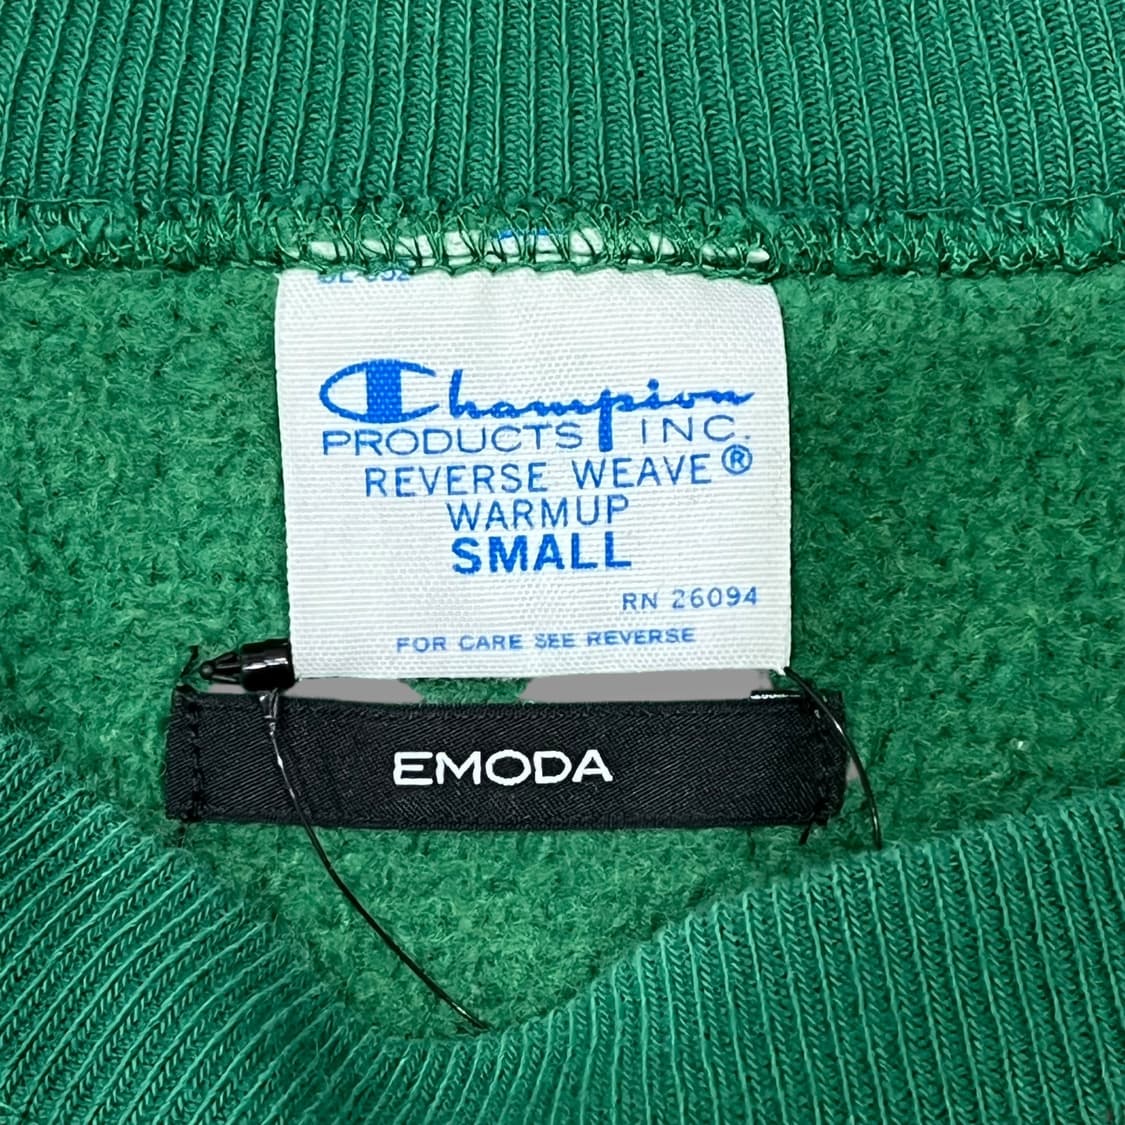 Champion
PRODUCTS INC.
REVERSE WEAVE®
WARMUP
SMALL
RN 26094
FOR CARE SEE REVERSE
EMODA